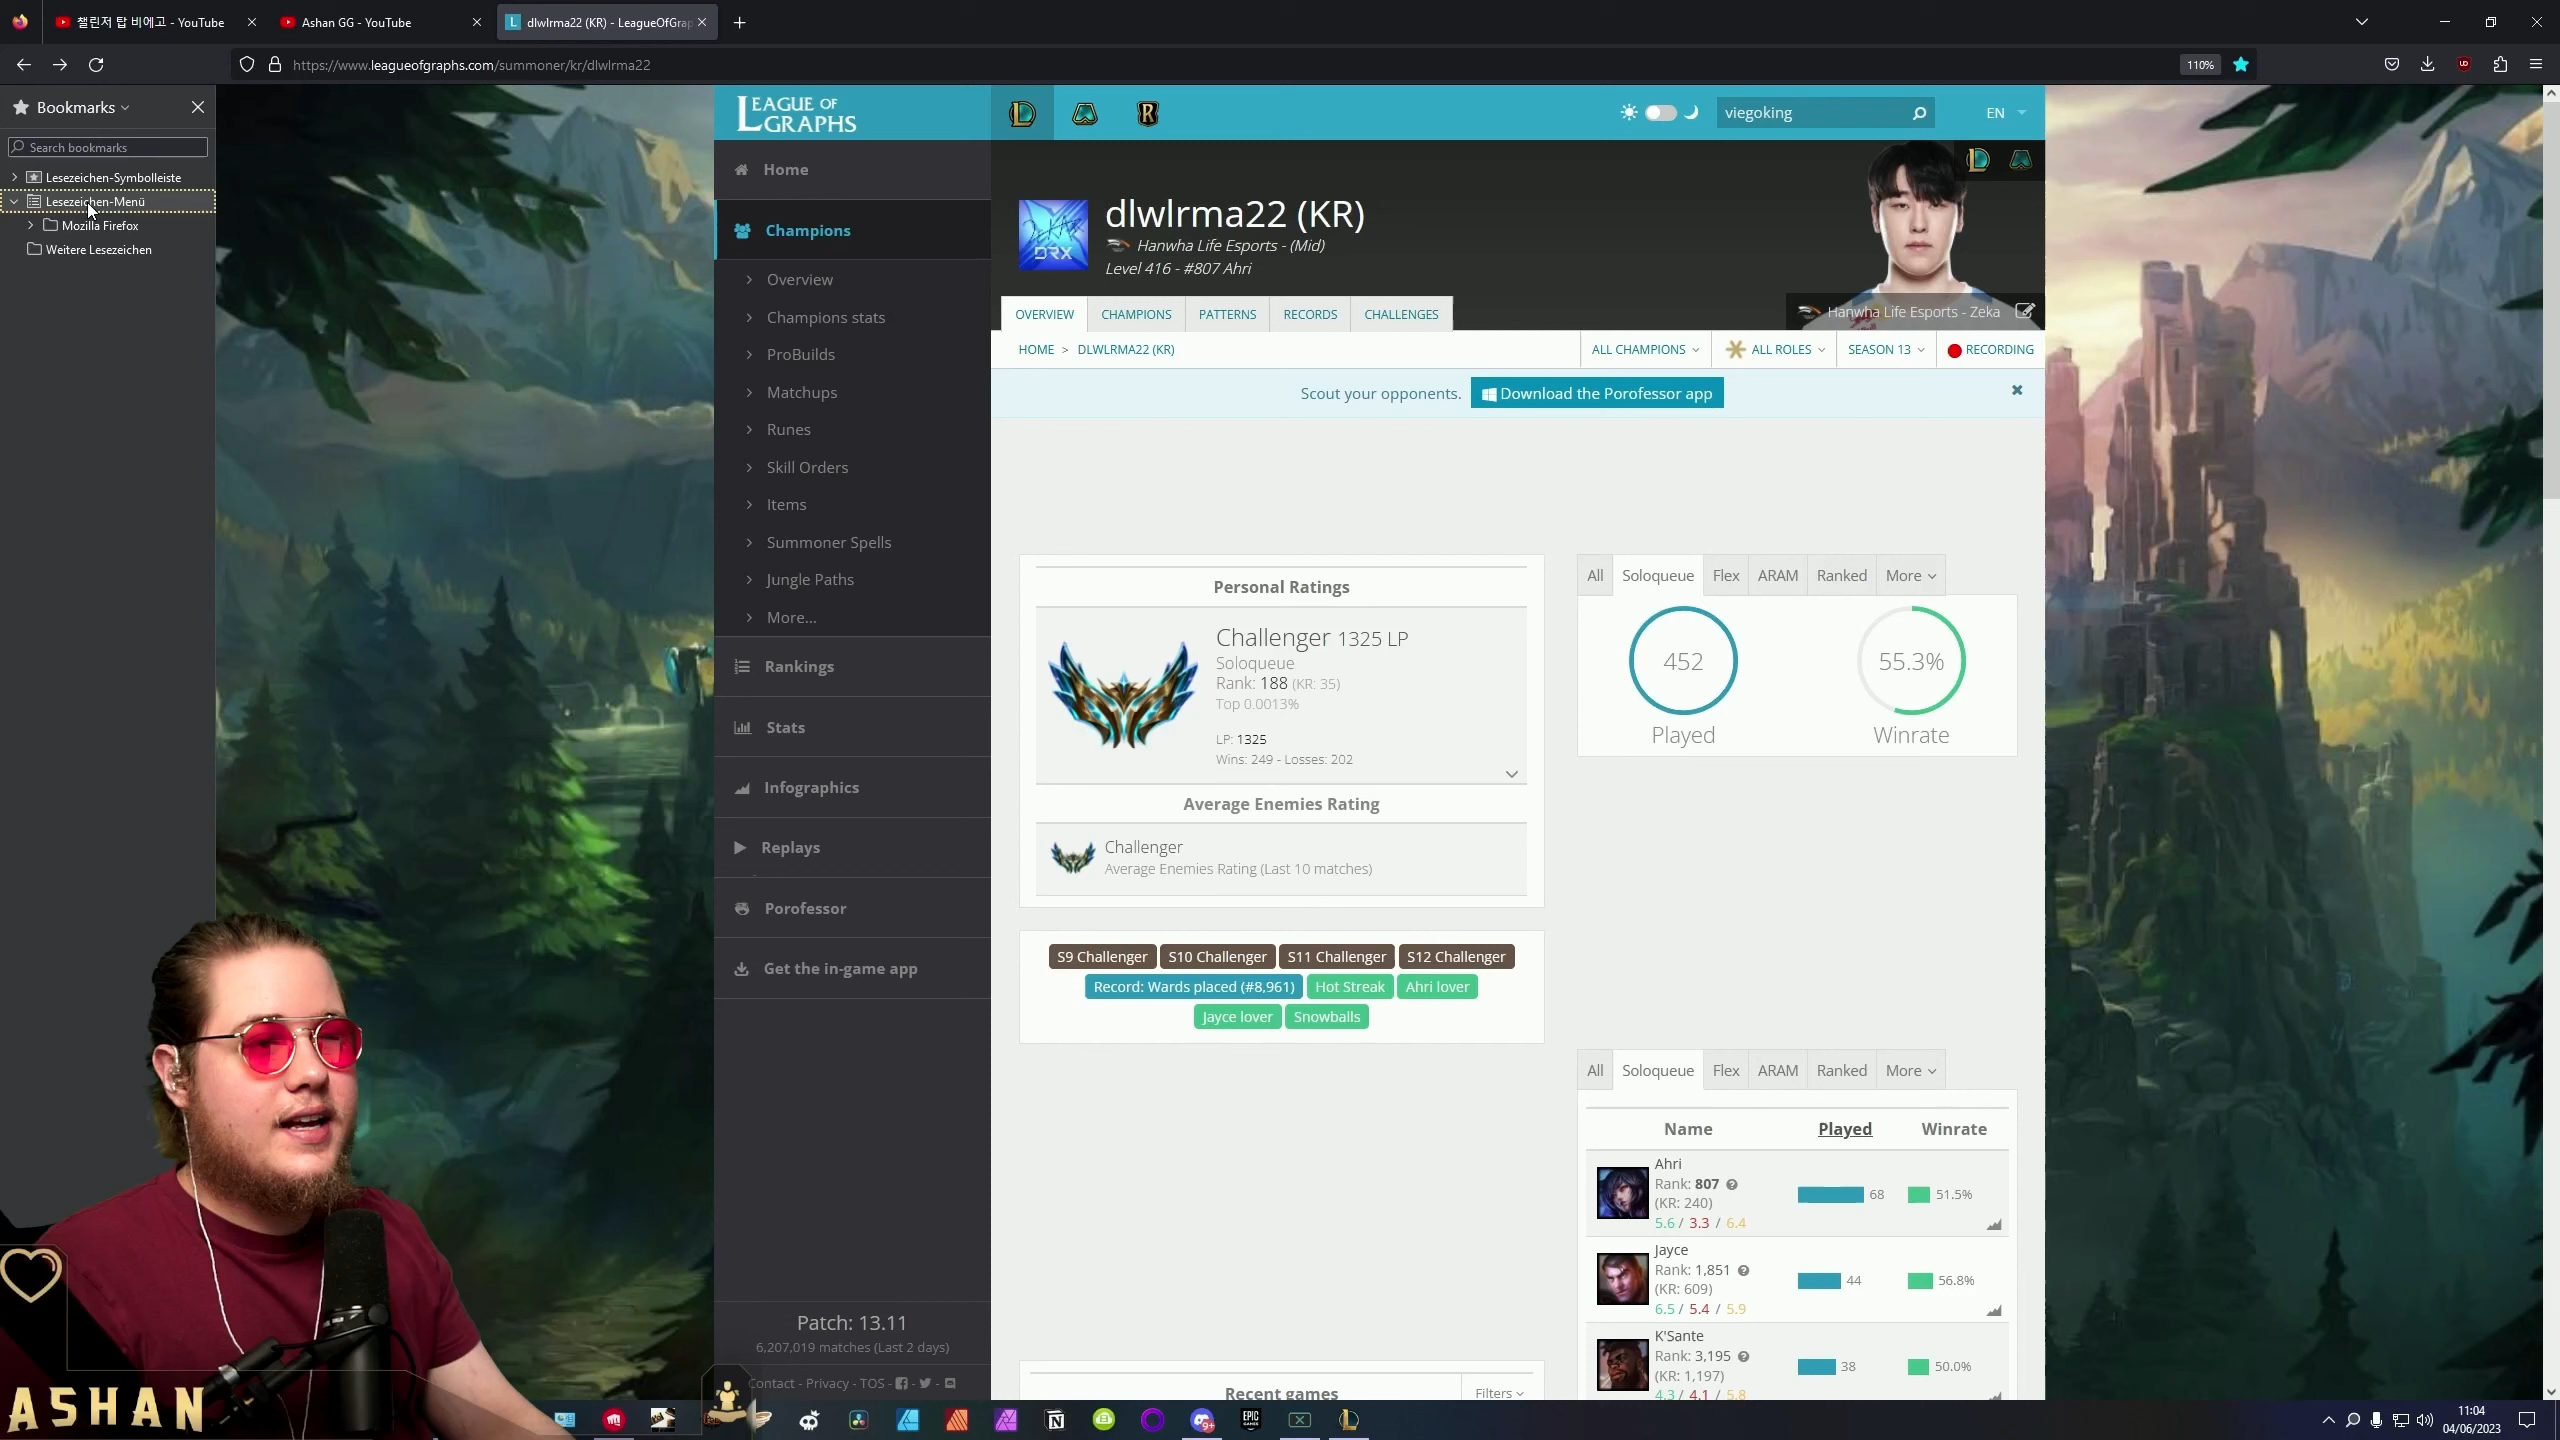 챌린저 탑 비에고 - YouTube
Ashan GG - YouTube
dlwlrma22 (KR) - LeagueOfGrap
https://www.leagueofgraphs.com/summoner/kr/dlwlrma22
110%
Bookmarks
Search bookmarks
Lesezeichen-Symbolleiste
Lesezeichen-Menü
Mozilla Firefox
Weitere Lesezeichen
LEAGUE OF GRAPHS
viegoking
EN
Home
Champions
Overview
Champions stats
ProBuilds
Matchups
Runes
Skill Orders
Items
Summoner Spells
Jungle Paths
More...
Rankings
Stats
Infographics
Replays
Porofessor
Get the in-game app
Patch: 13.11
6,207,019 matches (Last 2 days)
Contact - Privacy - TOS -
dlwlrma22 (KR)
Hanwha Life Esports - (Mid)
Level 416 - #807 Ahri
DRX
Hanwha Life Esports - Zeka
OVERVIEW CHAMPIONS PATTERNS RECORDS CHALLENGES
HOME > DLWLRMA22 (KR)
ALL CHAMPIONS ALL ROLES SEASON 13 RECORDING
Scout your opponents. Download the Porofessor app
Personal Ratings
Challenger 1325 LP
Soloqueue
Rank: 188 (KR: 35)
Top 0.0013%
LP: 1325
Wins: 249 - Losses: 202
Average Enemies Rating
Challenger
Average Enemies Rating (Last 10 matches)
S9 Challenger S10 Challenger S11 Challenger S12 Challenger
Record: Wards placed (#8,961) Hot Streak Ahri lover
Jayce lover Snowballs
Recent games
Filters
All Soloqueue Flex ARAM Ranked More
452 55.3%
Played Winrate
All Soloqueue Flex ARAM Ranked More
Name Played Winrate
Ahri
Rank: 807
(KR: 240)
5.6 / 3.3 / 6.4
68 51.5%
Jayce
Rank: 1,851
(KR: 609)
6.5 / 5.4 / 5.9
44 56.8%
K'Sante
Rank: 3,195
(KR: 1,197)
4.3 / 4.1 / 5.8
38 50.0%
ASHAN
EPIC
9+
11:04
04/06/2023